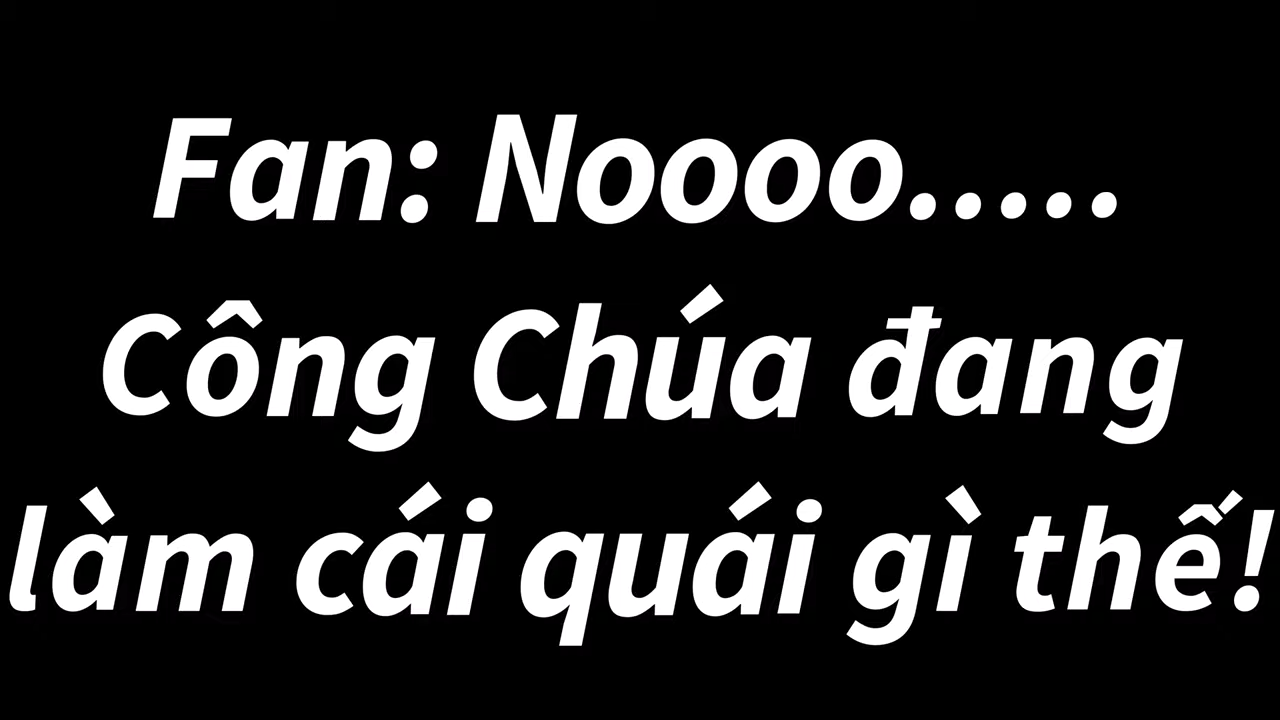 Fan: Noooo.....
Công Chúa đang
làm cái quái gì thế!